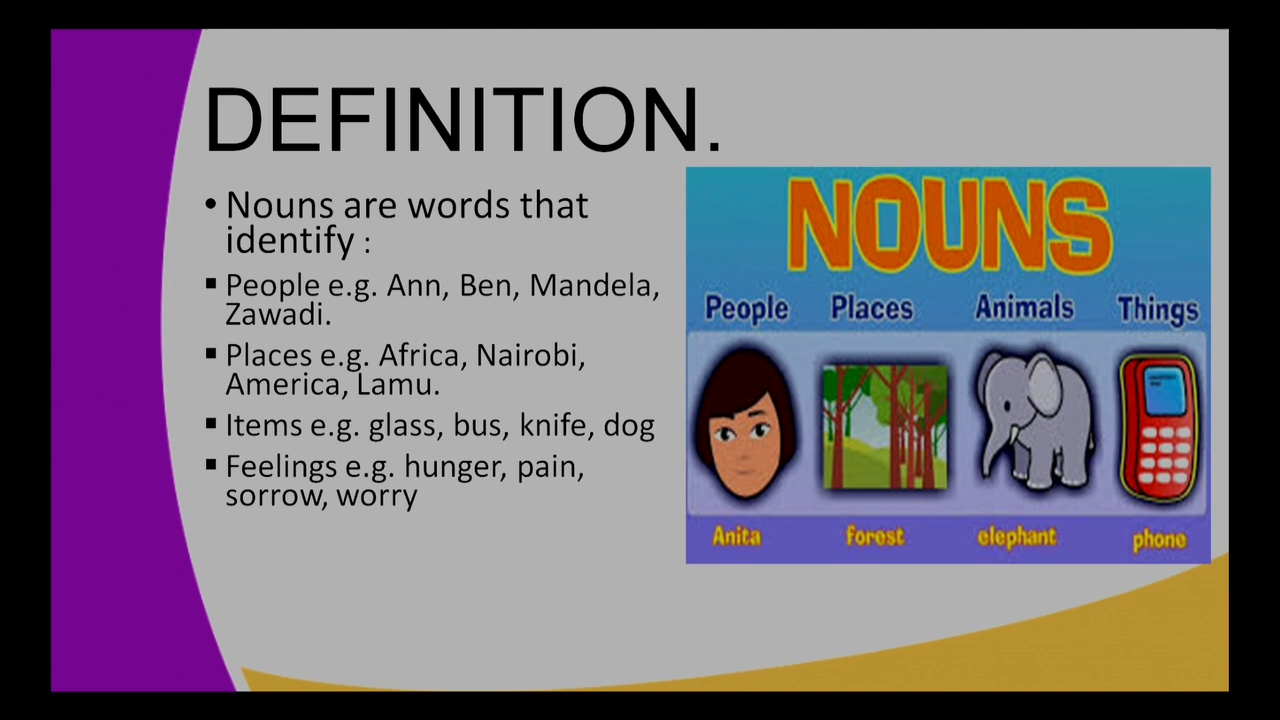 DEFINITION.
• Nouns are words that
identify :
▪ People e.g. Ann, Ben, Mandela,
Zawadi.
▪ Places e.g. Africa, Nairobi,
America, Lamu.
▪ Items e.g. glass, bus, knife, dog
▪ Feelings e.g. hunger, pain,
sorrow, worry
NOUNS
People Places Animals Things
Anita forest elephant phone